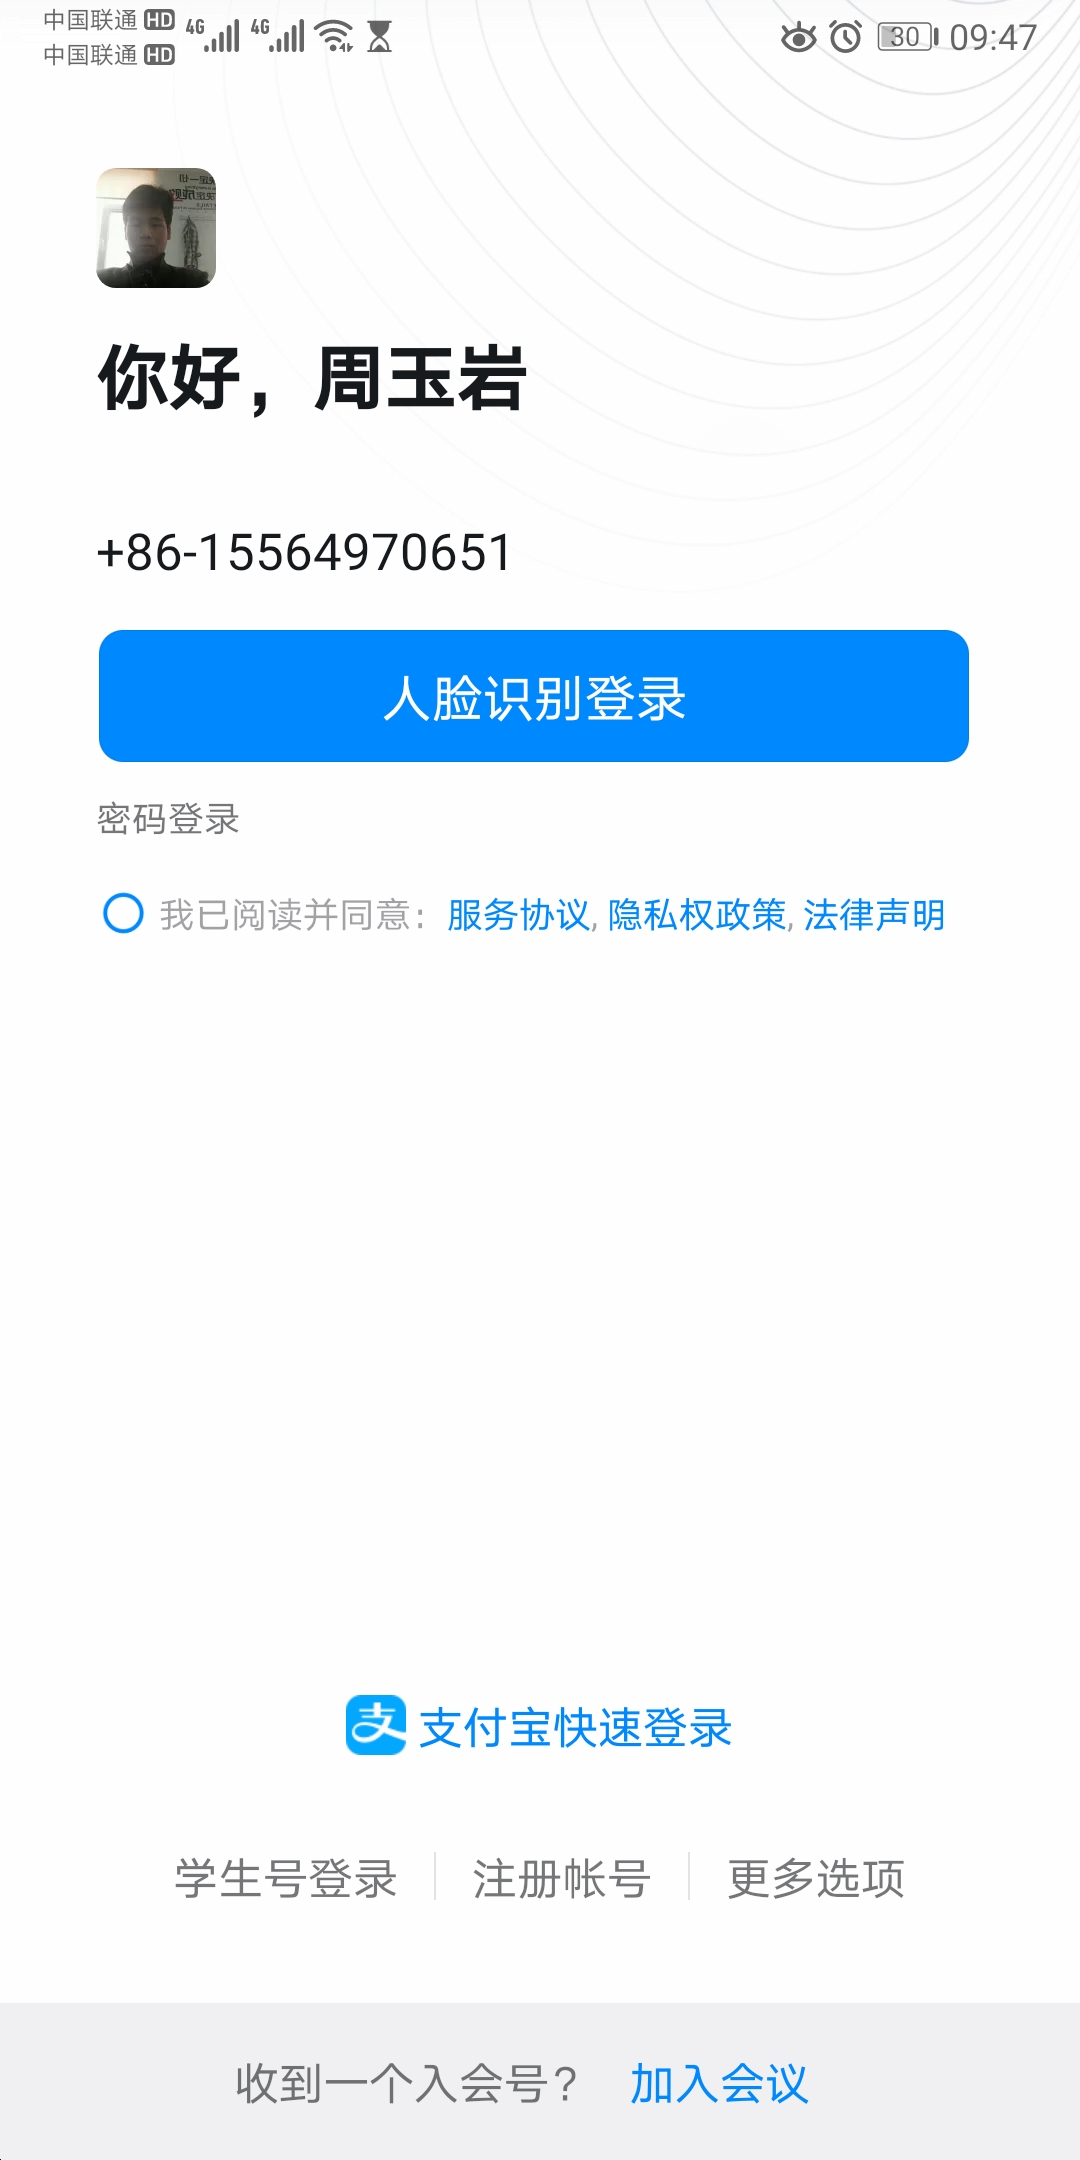 中国联通 HD 4G 4G 30 09:47
中国联通 HD
你好，周玉岩
+86-15564970651
人脸识别登录
密码登录
我已阅读并同意：服务协议, 隐私权政策, 法律声明
支 支付宝快速登录
学生号登录 注册帐号 更多选项
收到一个入会号？ 加入会议